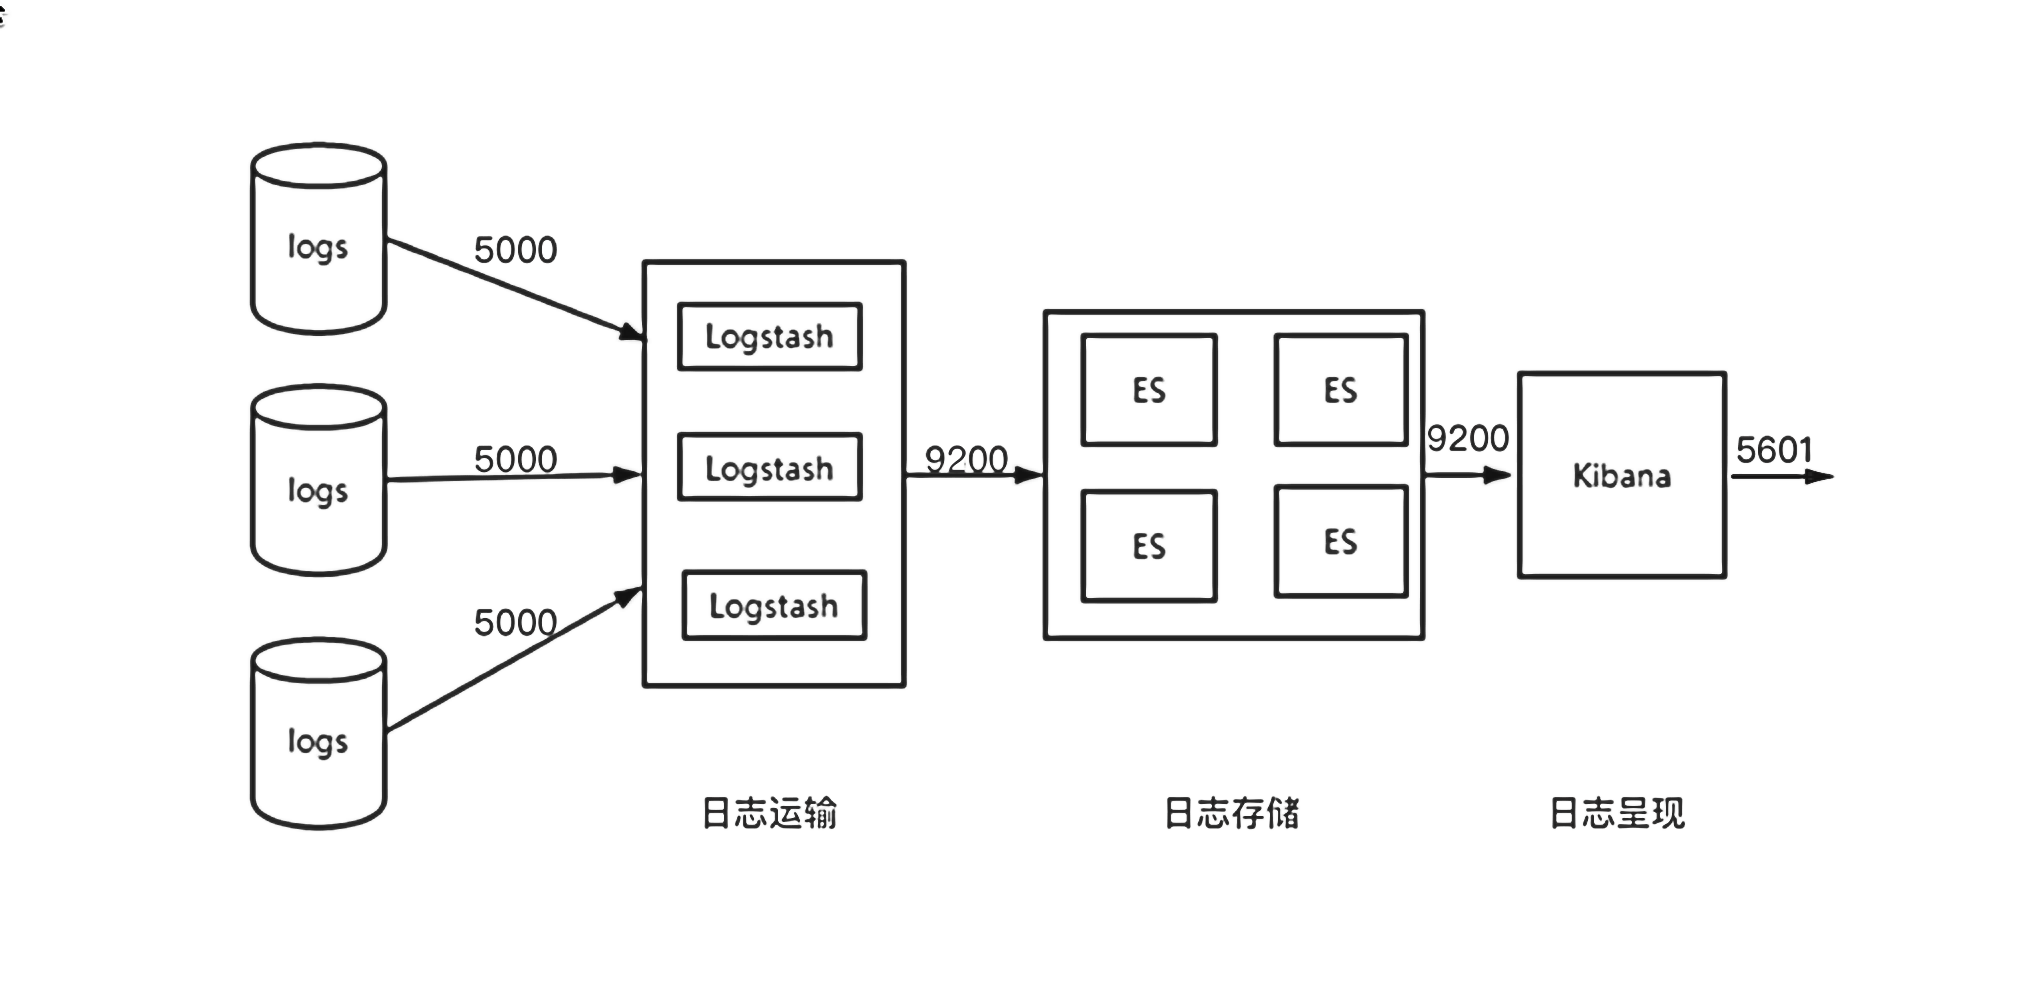 logs
5000
logs
5000
logs
5000
Logstash
Logstash
Logstash
日志运输
9200
ES
ES
ES
ES
日志存储
9200
Kibana
日志呈现
5601